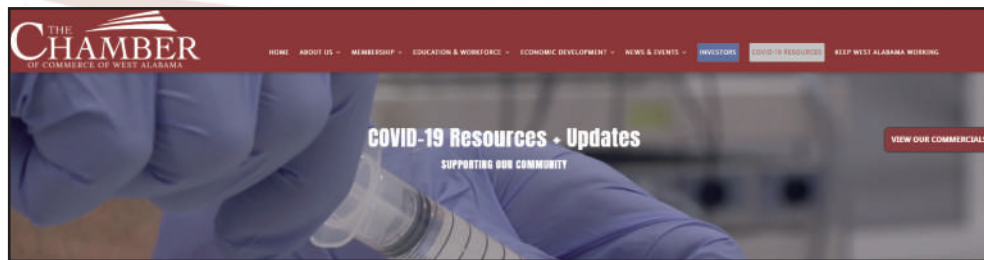 THE
CHAMBER
OF COMMERCE OF WEST ALABAMA
HOME ABOUT US MEMBERSHIP EDUCATION & WORKFORCE ECONOMIC DEVELOPMENT NEWS & EVENTS INVESTORS COVID-19 RESOURCES KEEP WEST ALABAMA WORKING
COVID-19 Resources + Updates
SUPPORTING OUR COMMUNITY
VIEW OUR COMMERCIALS